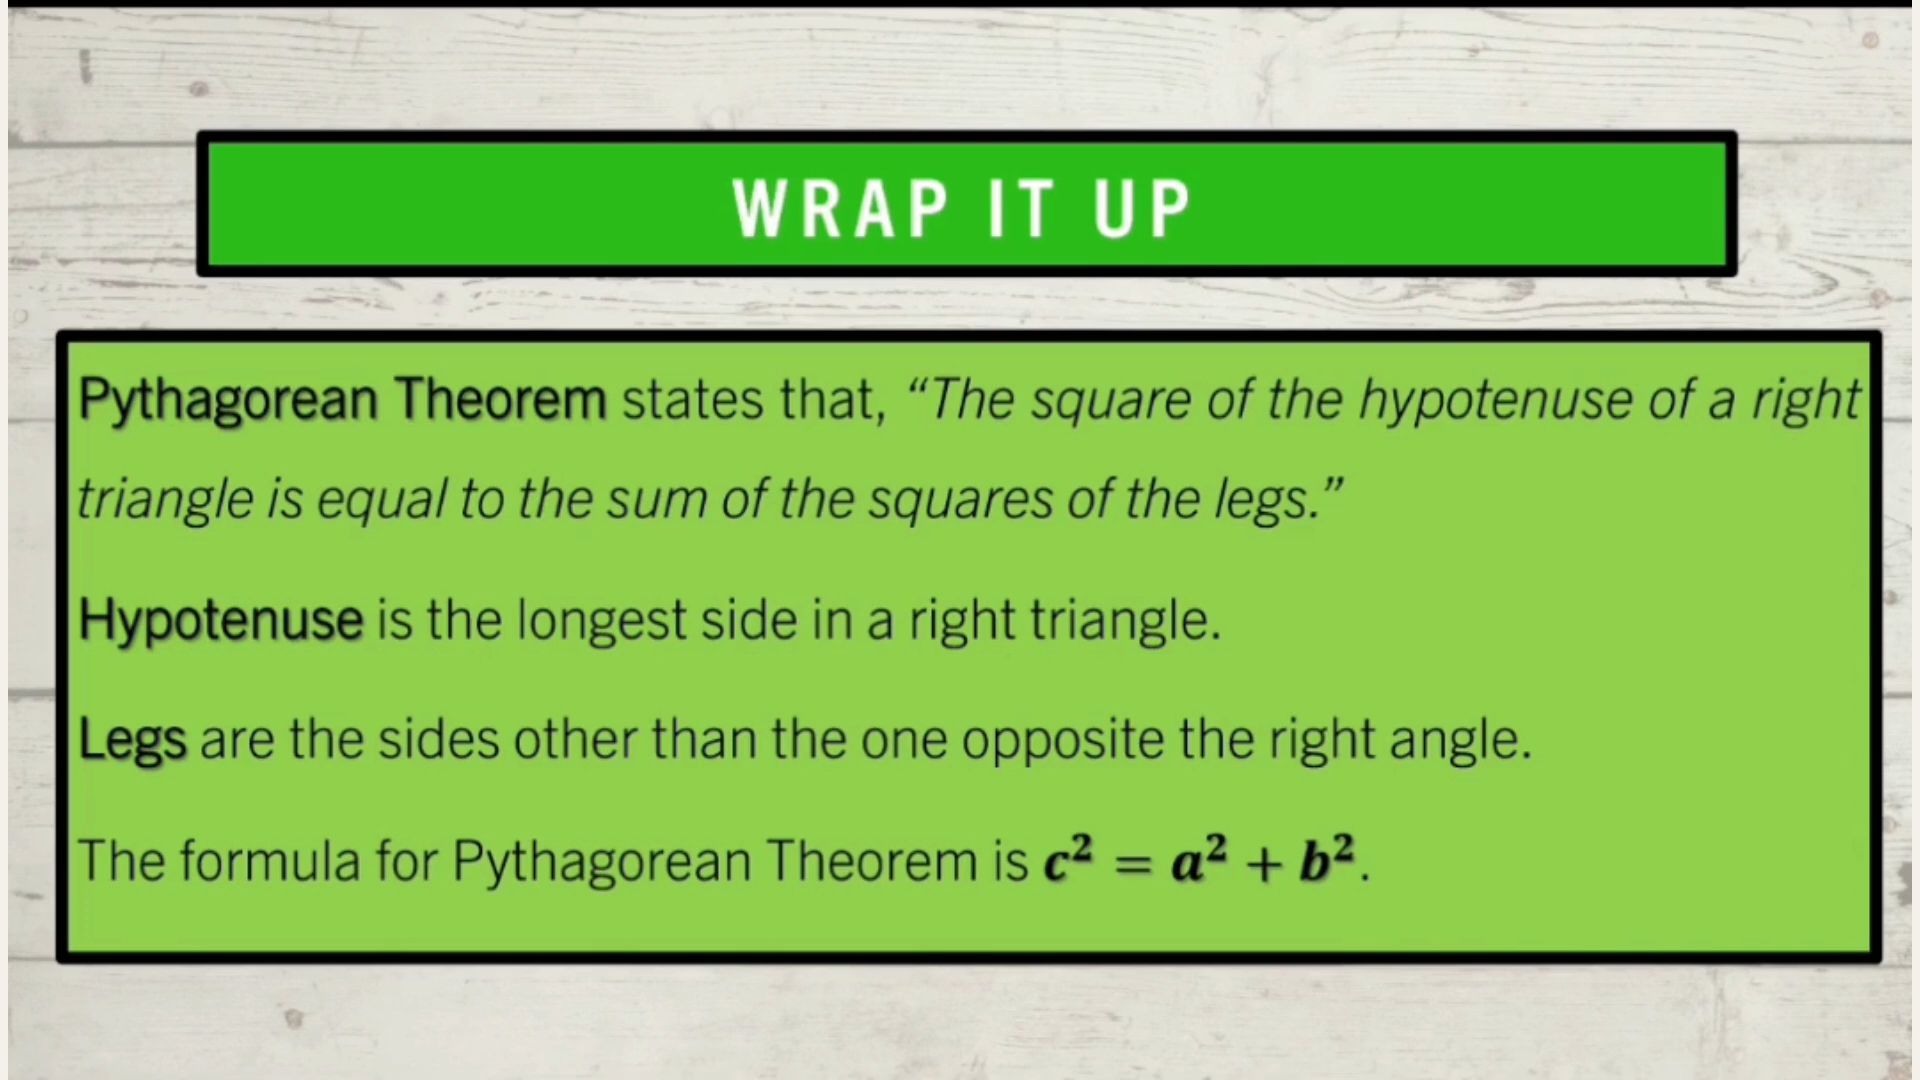 WRAP IT UP
Pythagorean Theorem states that, “The square of the hypotenuse of a right
triangle is equal to the sum of the squares of the legs.”
Hypotenuse is the longest side in a right triangle.
Legs are the sides other than the one opposite the right angle.
The formula for Pythagorean Theorem is c² = a² + b².